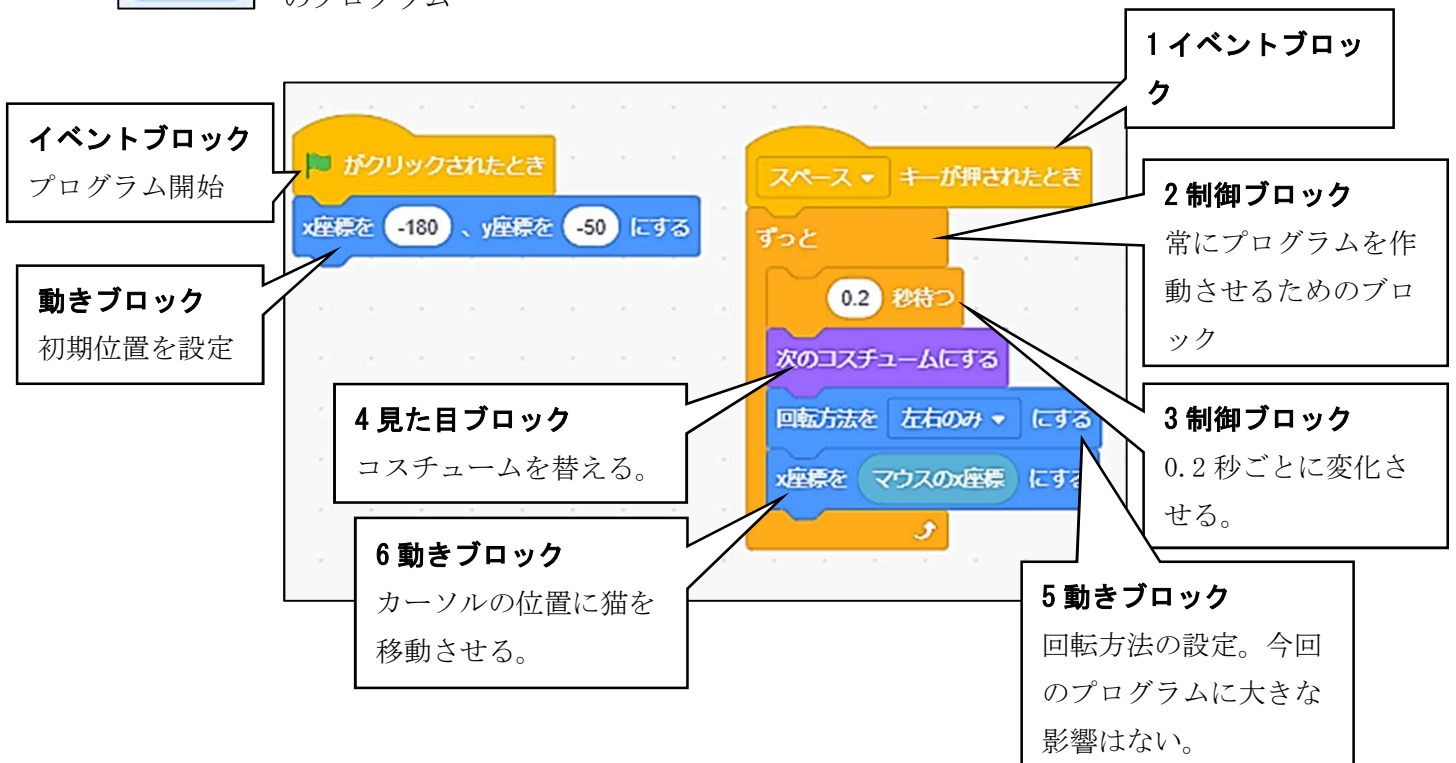 のプログラム
1 イベントブロッ
ク
イベントブロック
プログラム開始
がクリックされたとき
x座標を -180 、y座標を -50 にする
動きブロック
初期位置を設定
スペース キーが押されたとき
ずっと
0.2 秒待つ
次のコスチュームにする
回転方法を 左右のみ にする
x座標を マウスのx座標 にする
2 制御ブロック
常にプログラムを作
動させるためのブロ
ック
3 制御ブロック
0.2 秒ごとに変化さ
せる。
4 見た目ブロック
コスチュームを替える。
6 動きブロック
カーソルの位置に猫を
移動させる。
5 動きブロック
回転方法の設定。今回
のプログラムに大きな
影響はない。